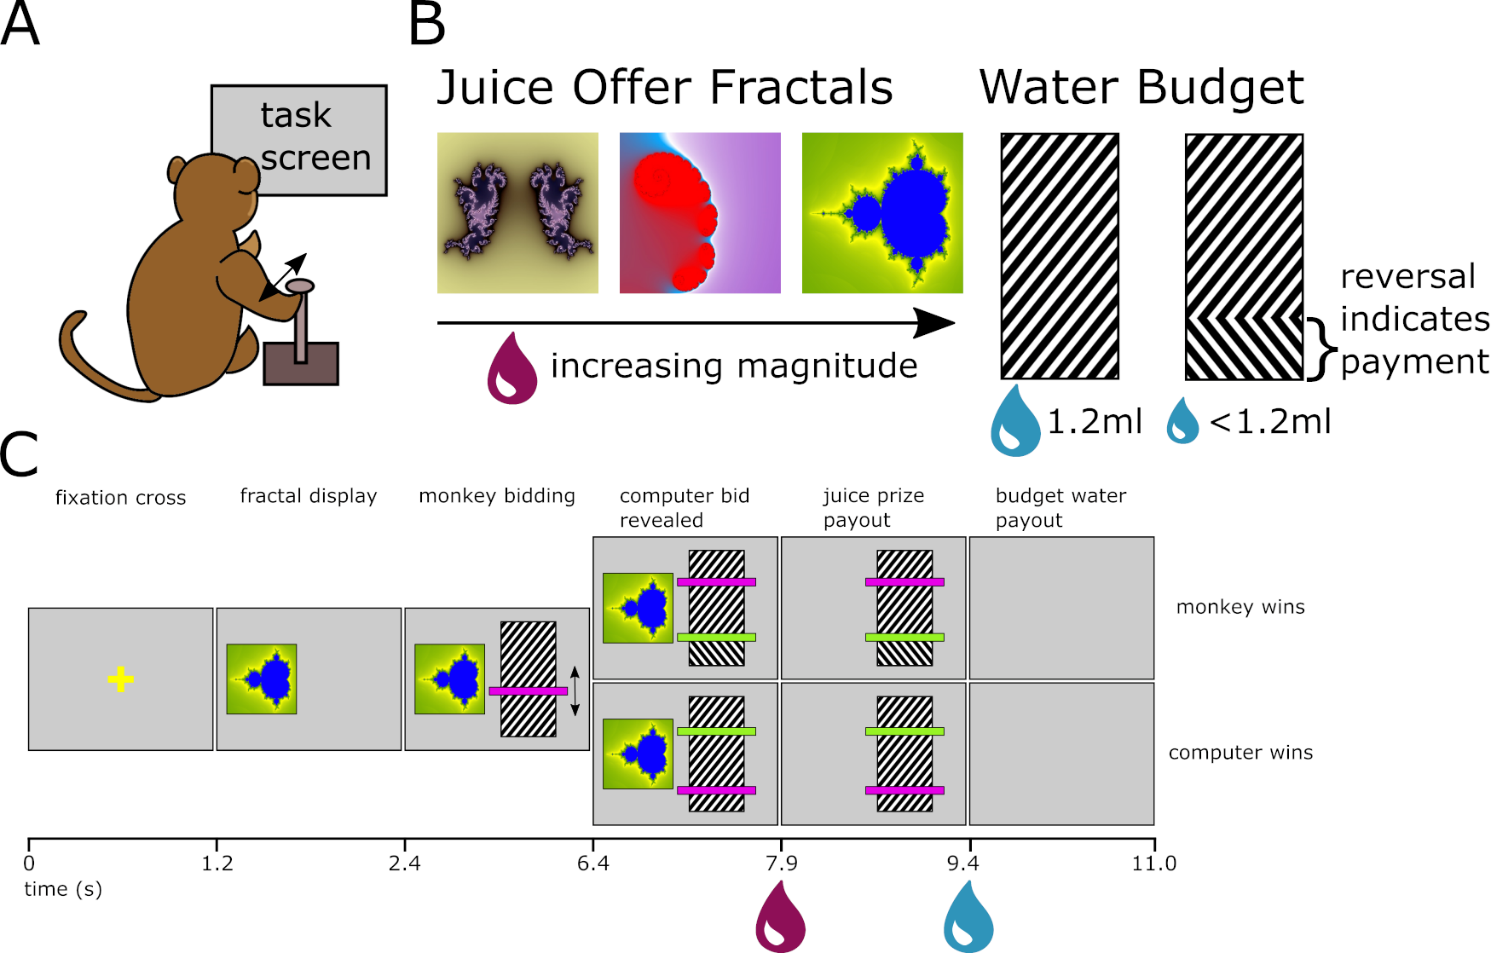 A
task
screen
B
Juice Offer Fractals
Water Budget
increasing magnitude
reversal
indicates
payment
}
1.2ml
<1.2ml
C
fixation cross
fractal display
monkey bidding
computer bid
revealed
juice prize
payout
budget water
payout
monkey wins
computer wins
0
1.2
2.4
6.4
7.9
9.4
11.0
time (s)